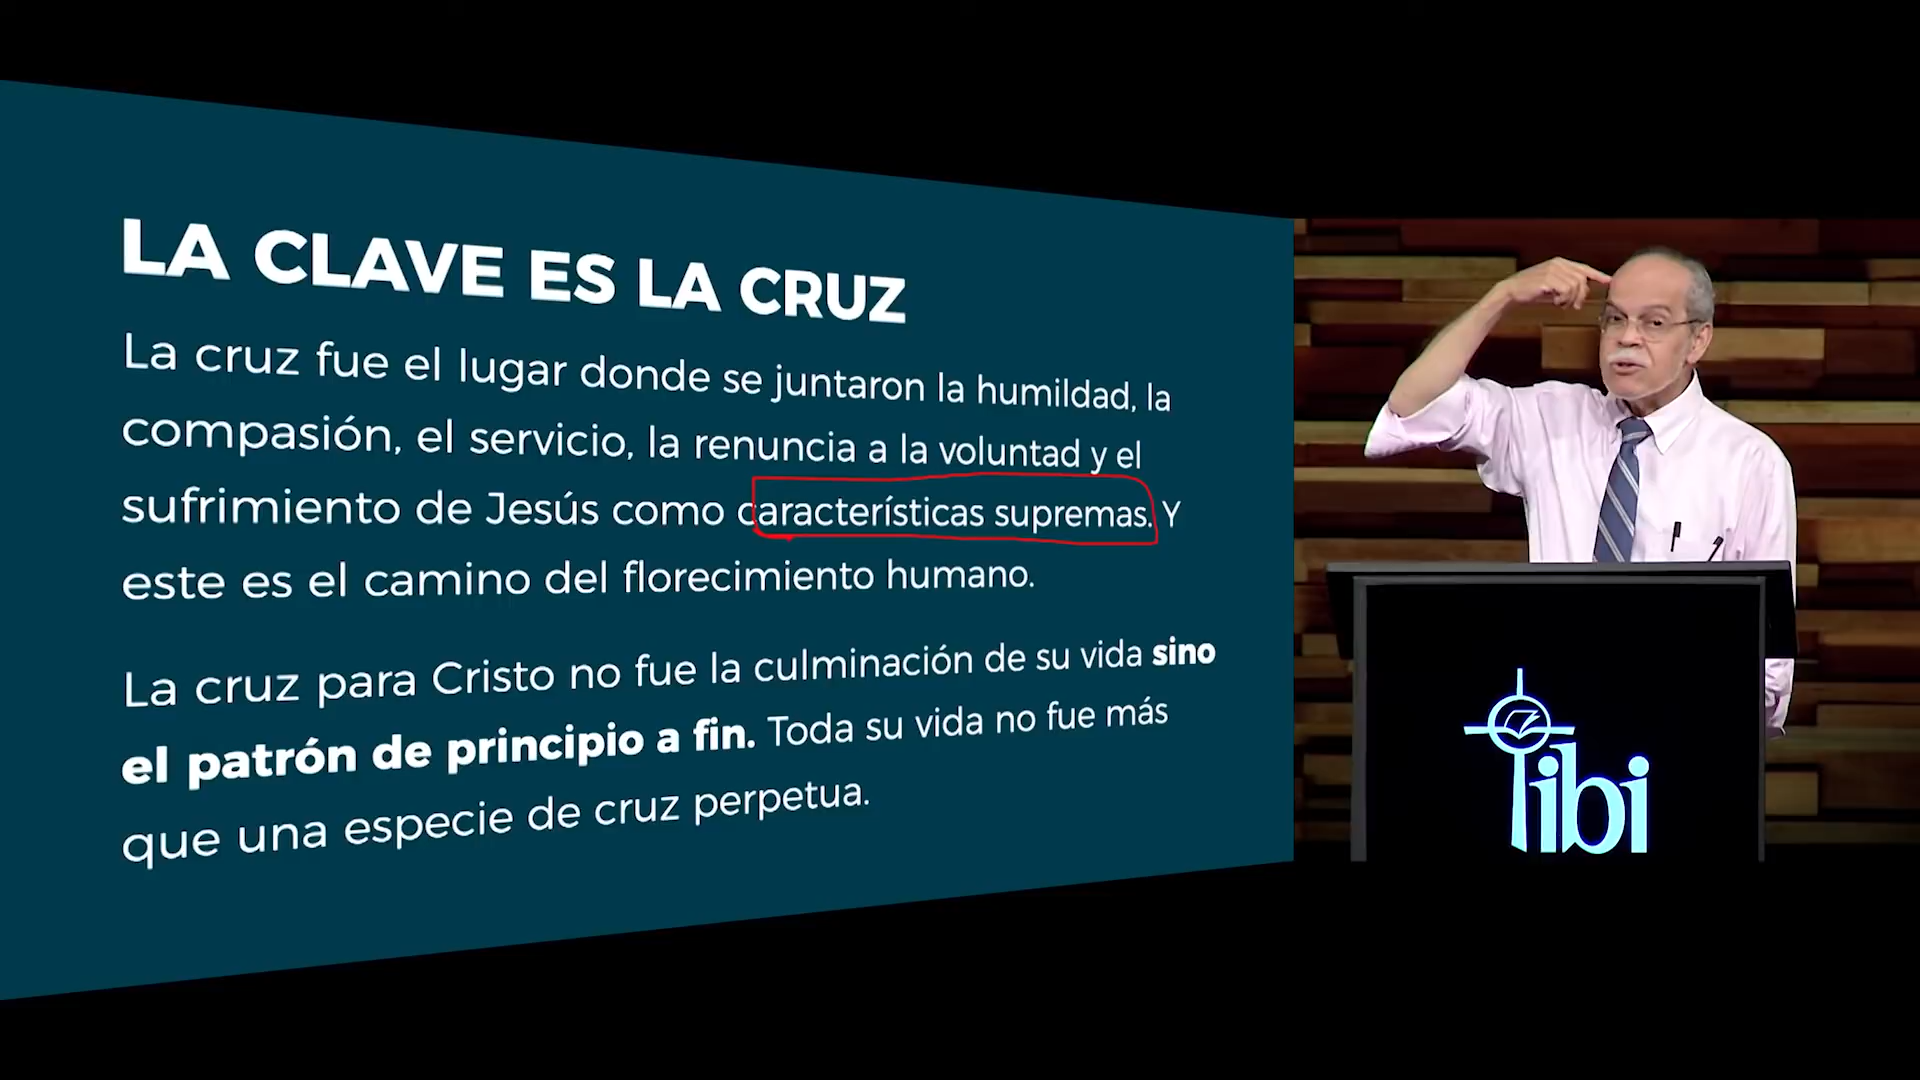 LA CLAVE ES LA CRUZ
La cruz fue el lugar donde se juntaron la humildad, la
compasión, el servicio, la renuncia a la voluntad y el
sufrimiento de Jesús como características supremas. Y
este es el camino del florecimiento humano.
La cruz para Cristo no fue la culminación de su vida sino
el patrón de principio a fin. Toda su vida no fue más
que una especie de cruz perpetua.
ibi